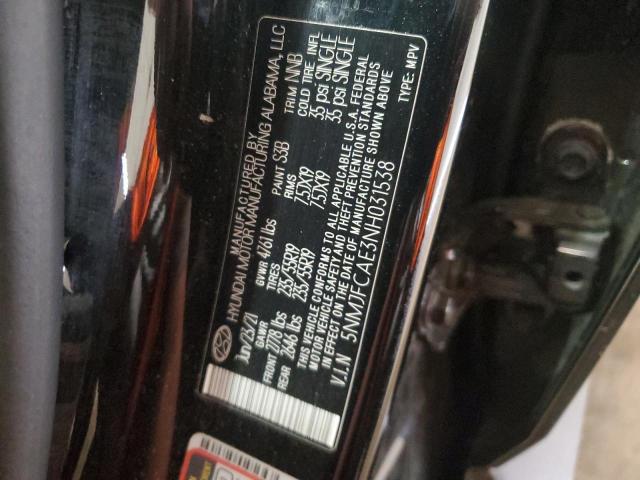 MANUFACTURED BY
HYUNDAI MOTOR MANUFACTURING ALABAMA, LLC
Jun/23/21 GVWR 4761 lbs PAINT S3B TRIM NNB
GAWR TIRES RIMS COLD TIRE INFL
FRONT 2778 lbs 235/55R19 7.5JX19 35 psi SINGLE
REAR 2646 lbs 235/55R19 7.5JX19 35 psi SINGLE
THIS VEHICLE CONFORMS TO ALL APPLICABLE U.S.A. FEDERAL
MOTOR VEHICLE SAFETY AND THEFT PREVENTION STANDARDS
IN EFFECT ON THE DATE OF MANUFACTURE SHOWN ABOVE
V.I.N 5NMJFCAE3NH031538 TYPE: MPV